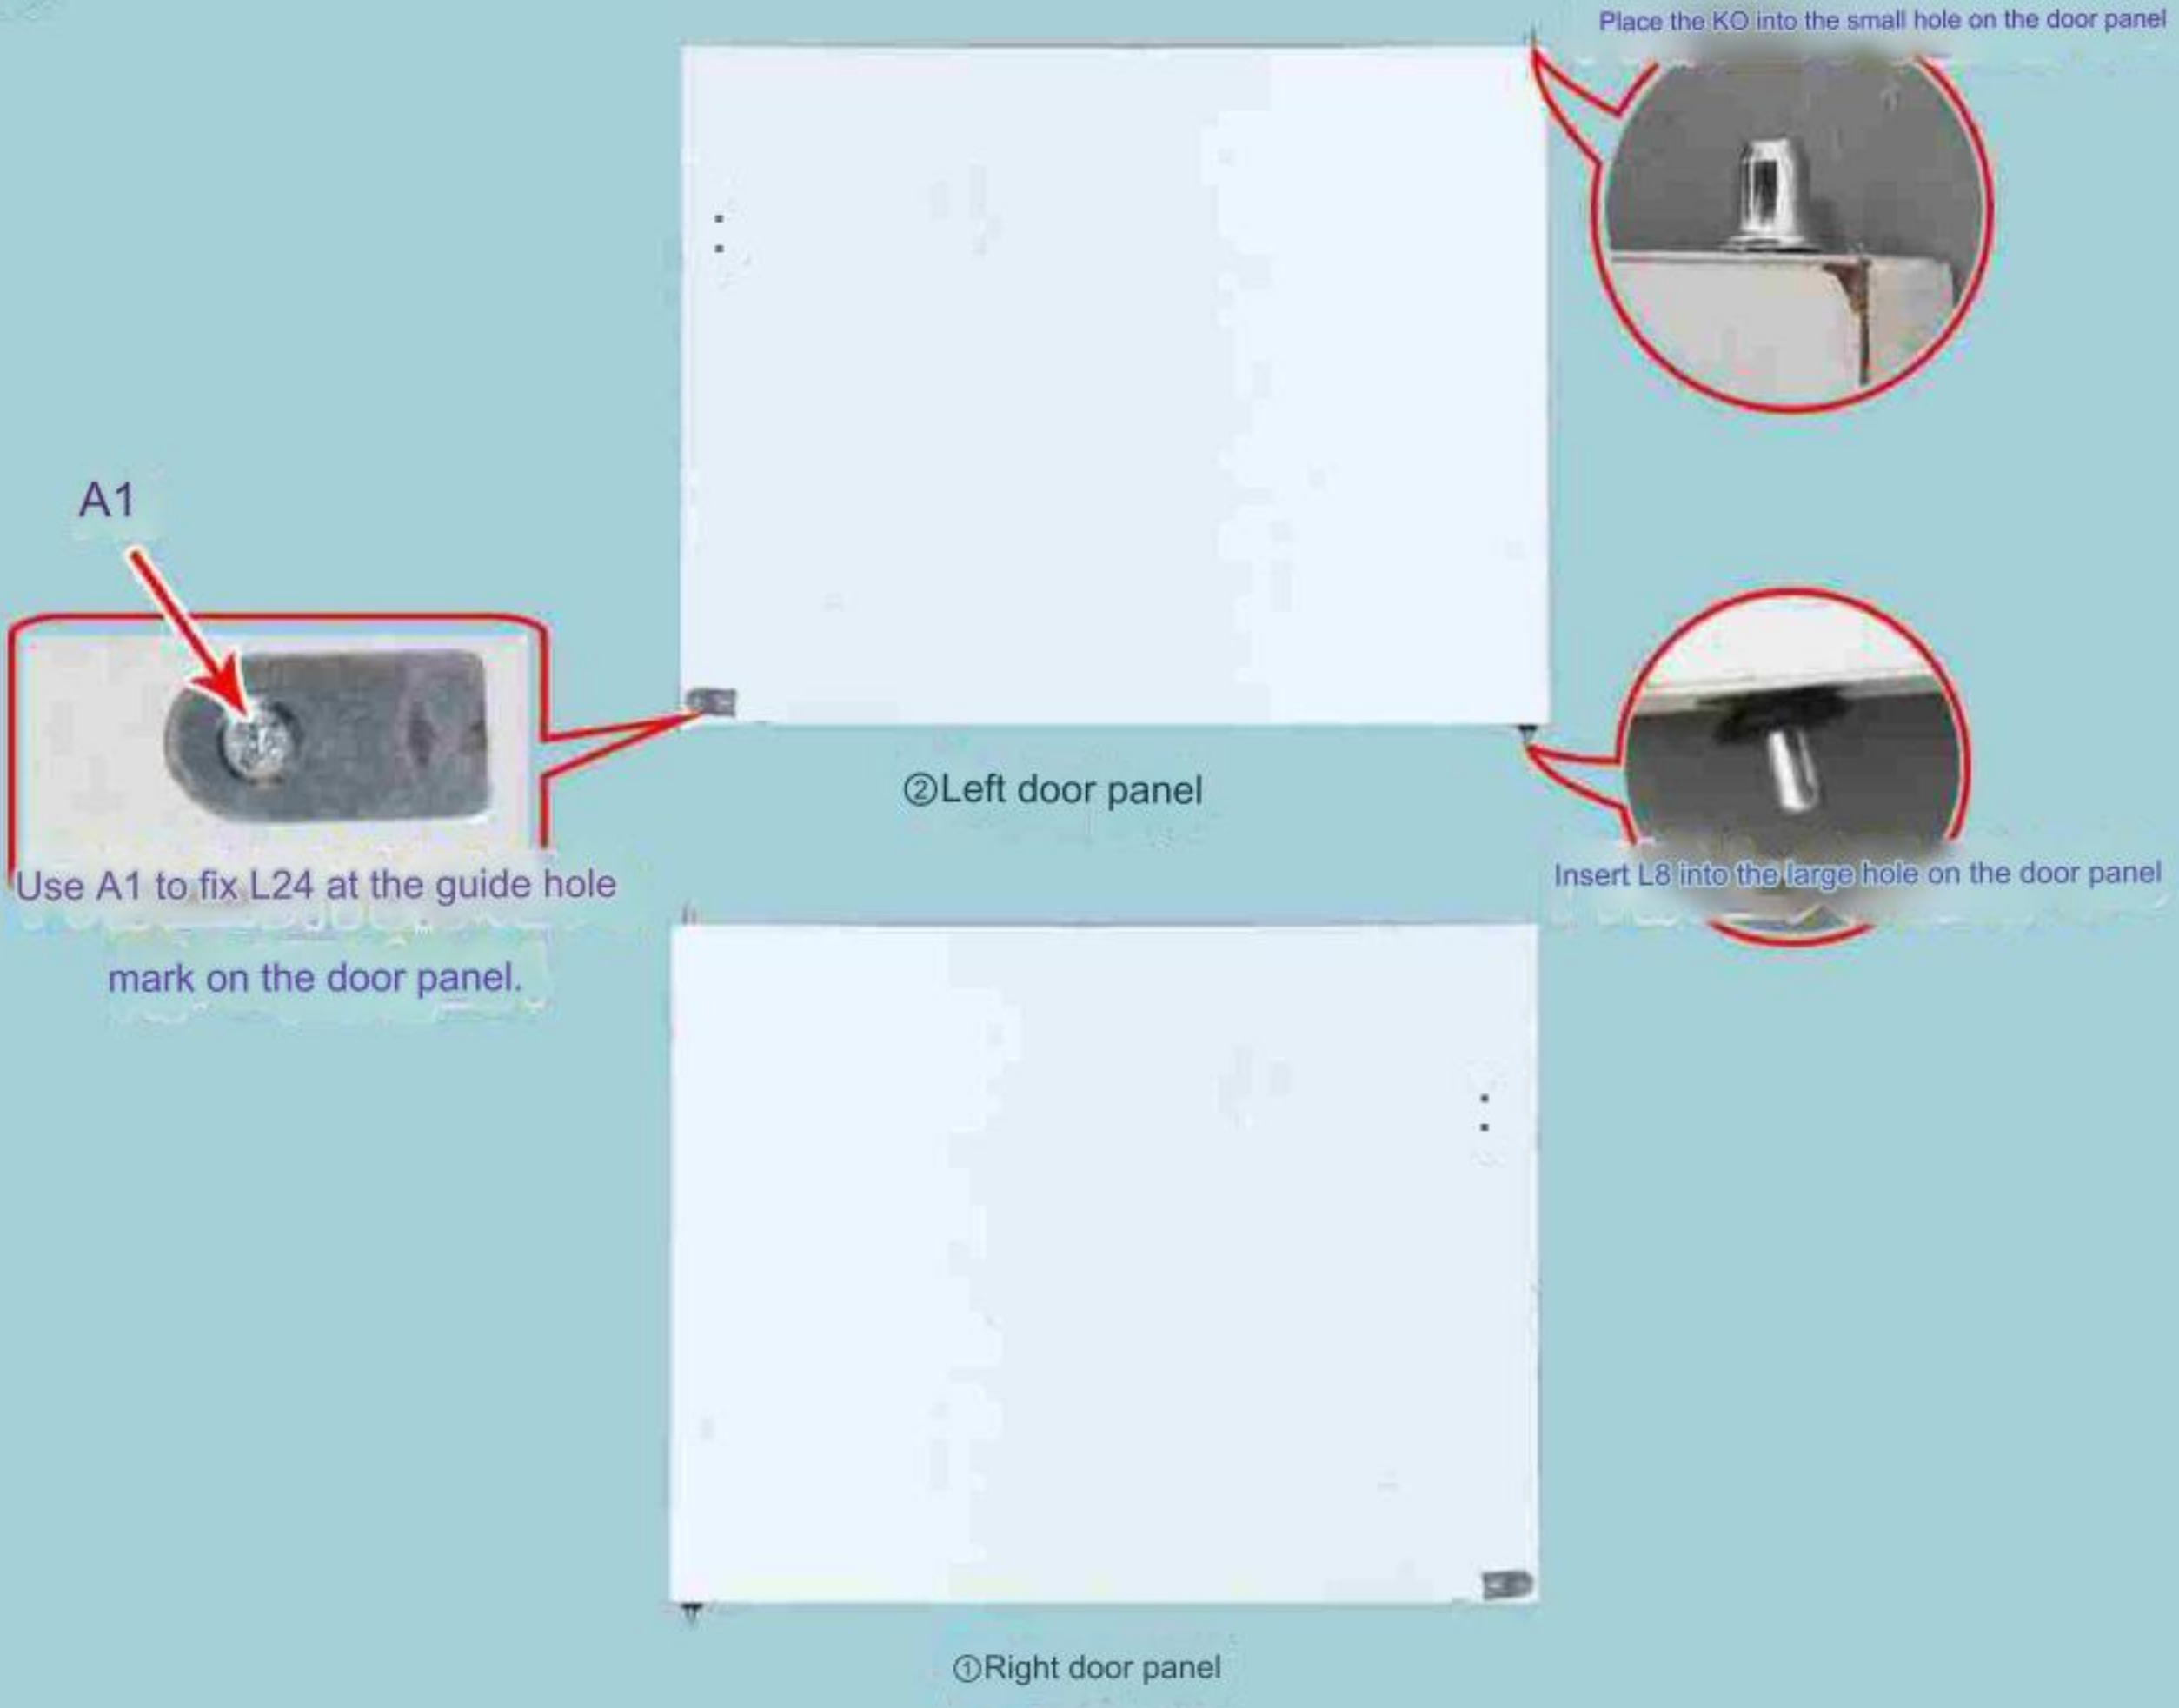 Place the KO into the small hole on the door panel
A1
②Left door panel
Use A1 to fix L24 at the guide hole
mark on the door panel.
Insert L8 into the large hole on the door panel
①Right door panel